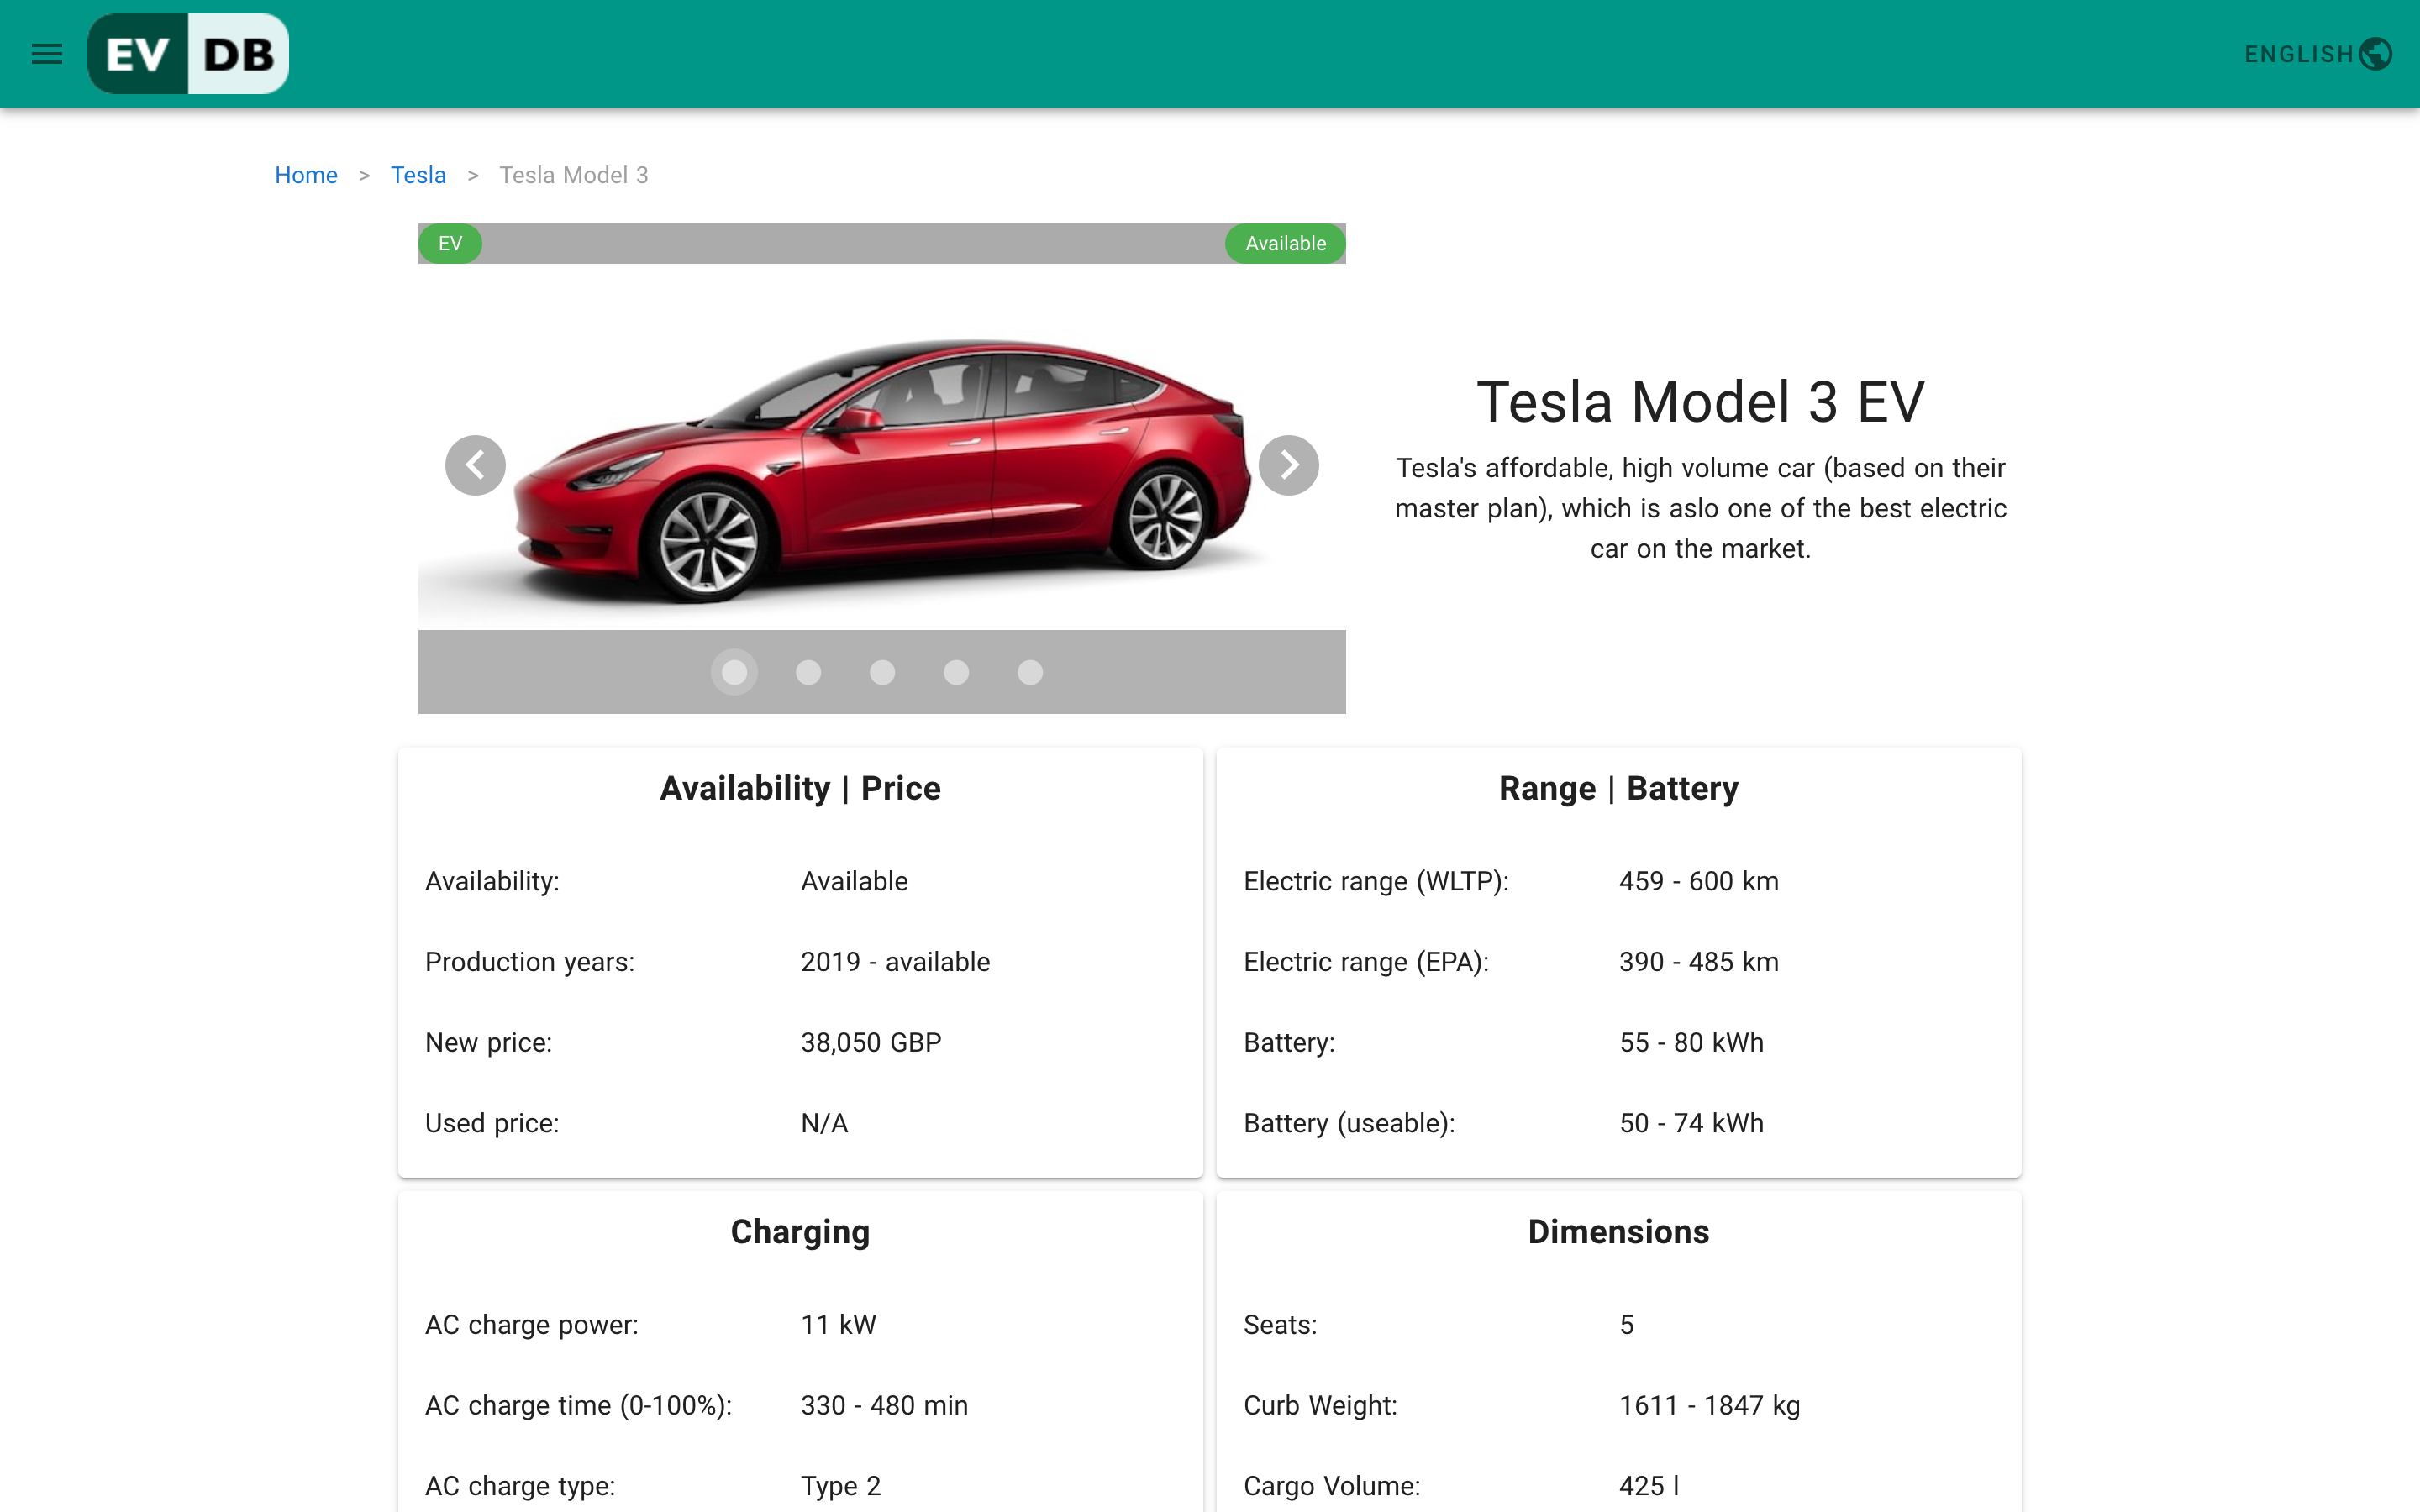 EV DB
ENGLISH
Home > Tesla > Tesla Model 3
EV
Available
Tesla Model 3 EV
Tesla's affordable, high volume car (based on their
master plan), which is aslo one of the best electric
car on the market.
Availability | Price
Availability: Available
Production years: 2019 - available
New price: 38,050 GBP
Used price: N/A
Range | Battery
Electric range (WLTP): 459 - 600 km
Electric range (EPA): 390 - 485 km
Battery: 55 - 80 kWh
Battery (useable): 50 - 74 kWh
Charging
AC charge power: 11 kW
AC charge time (0-100%): 330 - 480 min
AC charge type: Type 2
Dimensions
Seats: 5
Curb Weight: 1611 - 1847 kg
Cargo Volume: 425 l